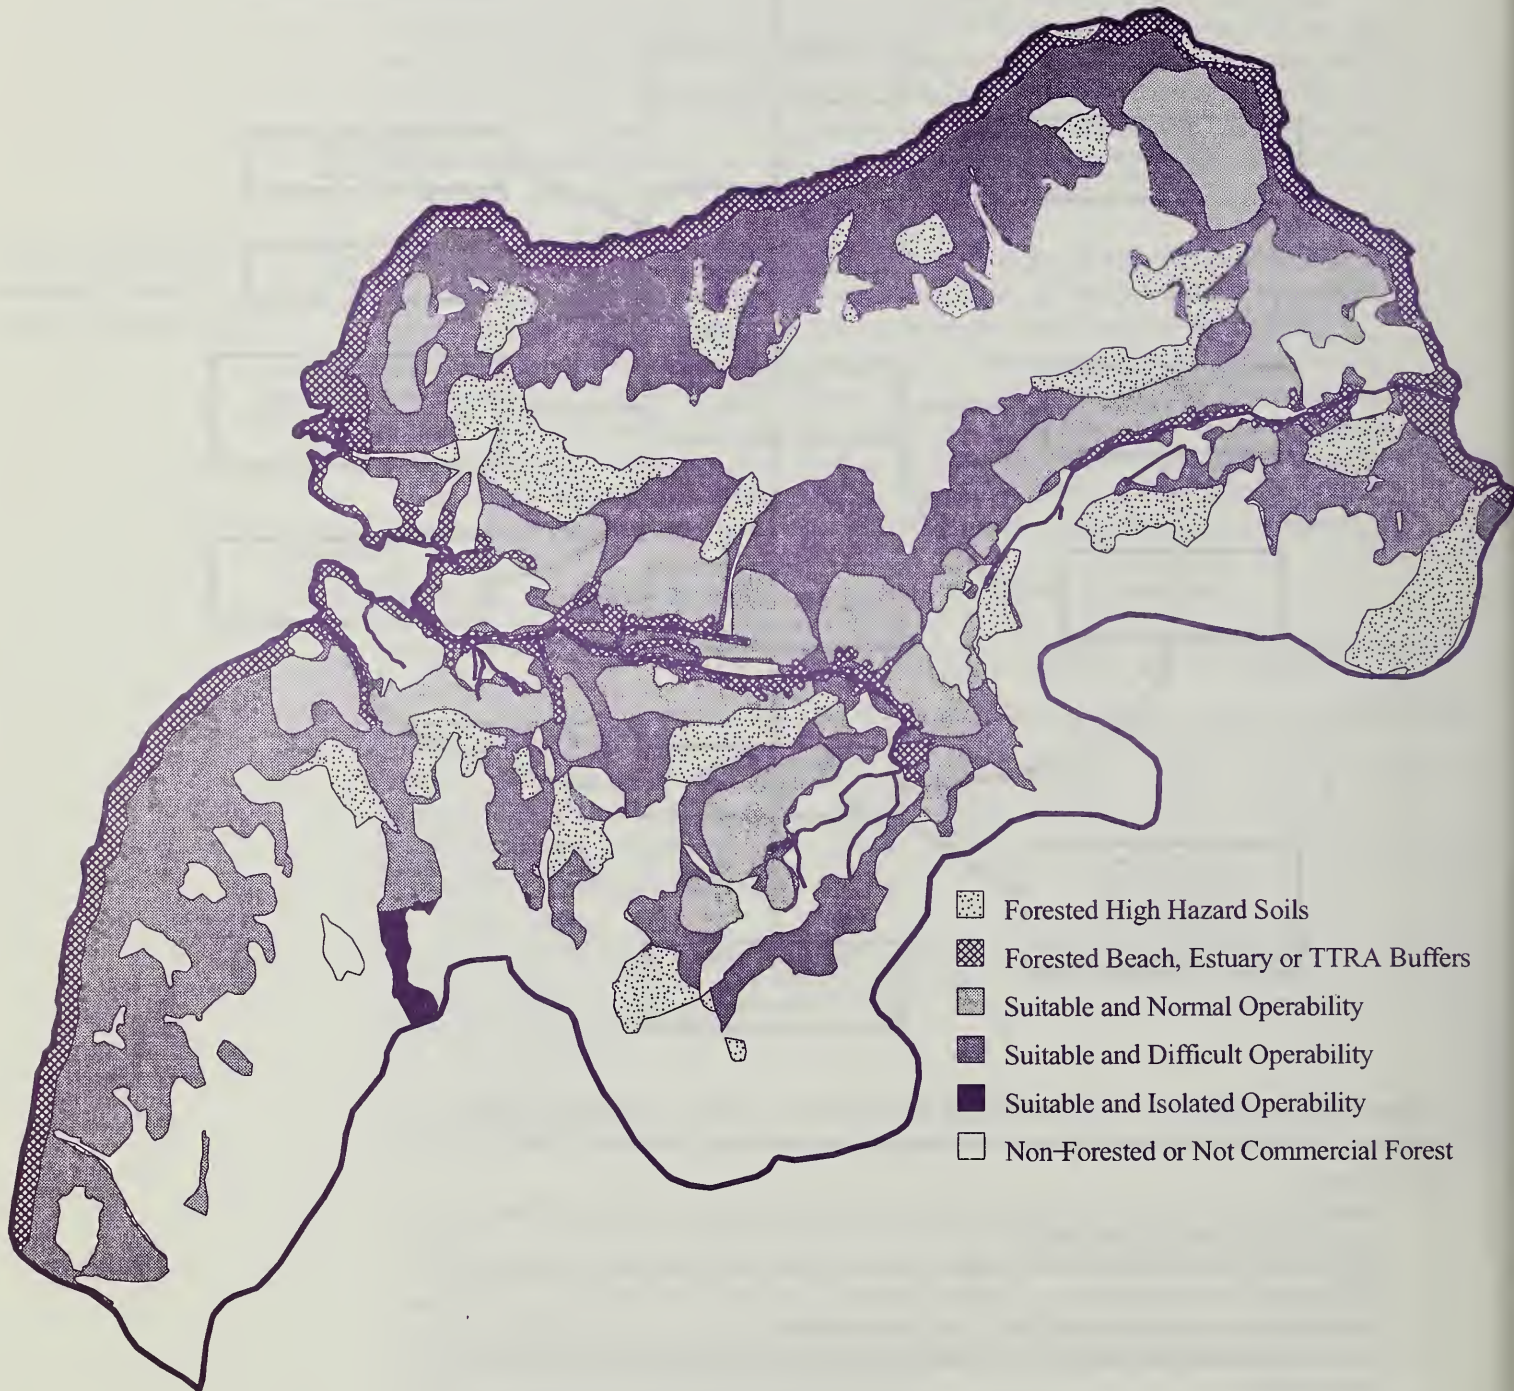 Forested High Hazard Soils
Forested Beach, Estuary or TTRA Buffers
Suitable and Normal Operability
Suitable and Difficult Operability
Suitable and Isolated Operability
Non-Forested or Not Commercial Forest